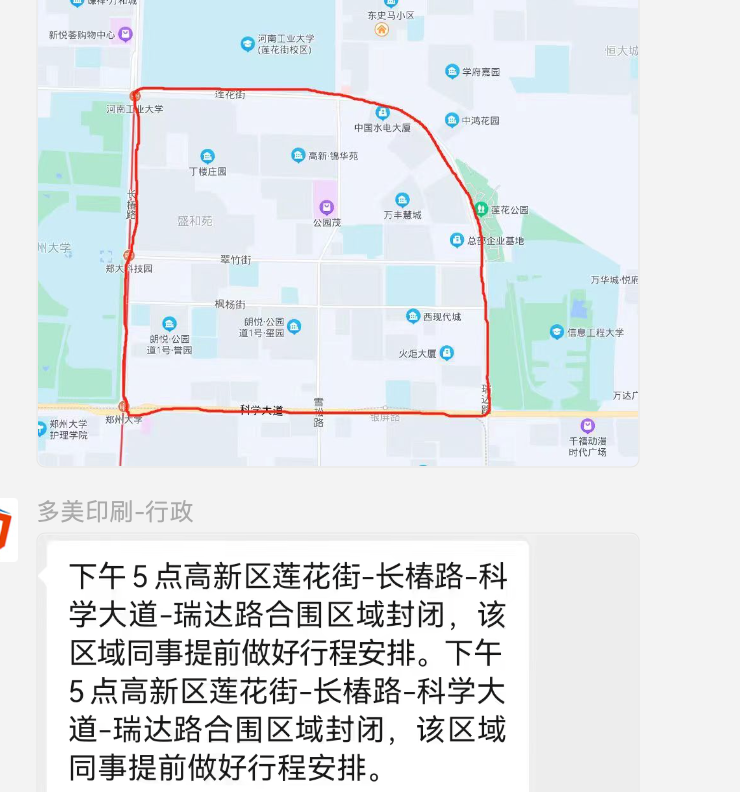 东史马小区
新悦荟购物中心
河南工业大学
(莲花街校区)
恒大城
学府嘉园
莲花街
河南工业大学
中鸿花园
中国水电大厦
丁楼庄园
高新·锦华苑
长椿路
莲花公园
盛和苑
公园茂
万丰慧城
总部企业基地
州大学
翠竹街
郑大科技园
万华城·悦府
枫杨街
朗悦·公园
道1号·誉园
朗悦·公园
道1号·玺园
西现代城
信息工程大学
火炬大厦
瑞达路
万达广
雪松路
科学大道
银屏路
郑州大学
郑州大学
护理学院
千福动漫
时代广场
多美印刷-行政
下午5点高新区莲花街-长椿路-科
学大道-瑞达路合围区域封闭，该
区域同事提前做好行程安排。下午
5点高新区莲花街-长椿路-科学大
道-瑞达路合围区域封闭，该区域
同事提前做好行程安排。